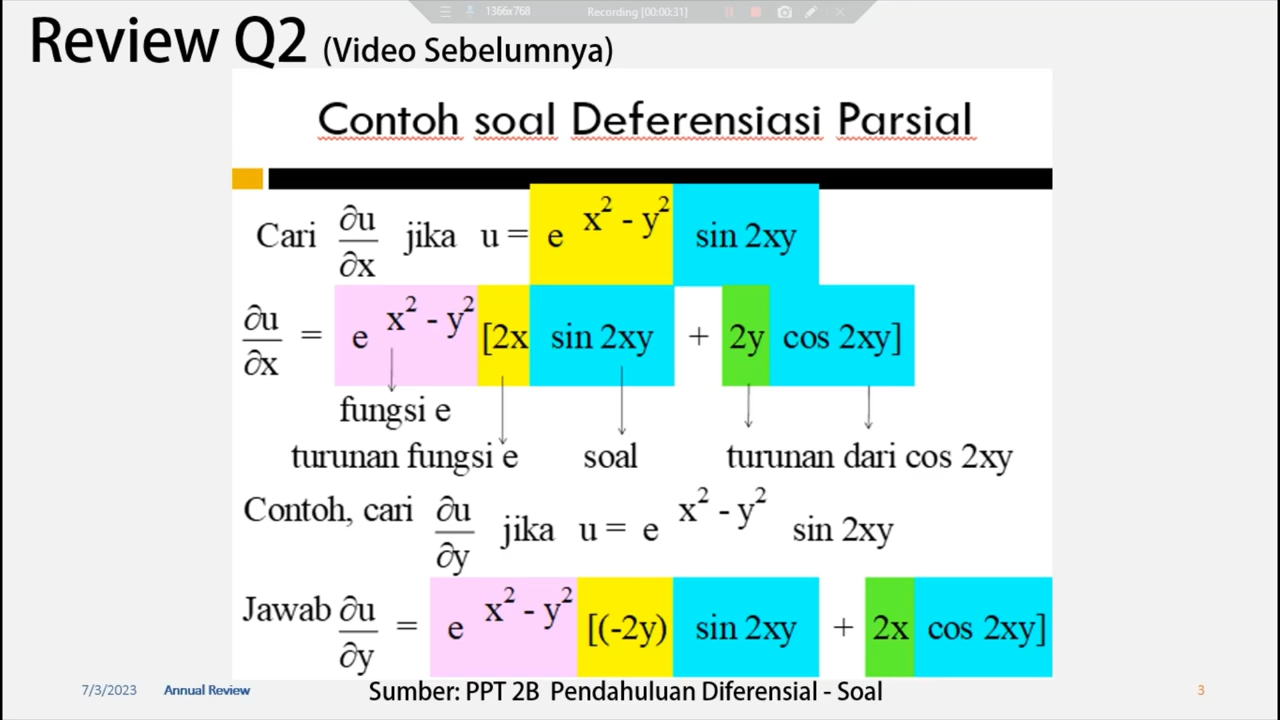 1366x768 Recording [00:00:31]
Review Q2 (Video Sebelumnya)
Contoh soal Deferensiasi Parsial
Cari ∂u/∂x jika u = e^(x² - y²) sin 2xy
∂u/∂x = e^(x² - y²) [2x sin 2xy + 2y cos 2xy]
fungsi e
turunan fungsi e soal turunan dari cos 2xy
Contoh, cari ∂u/∂y jika u = e^(x² - y²) sin 2xy
Jawab ∂u/∂y = e^(x² - y²) [(-2y) sin 2xy + 2x cos 2xy]
7/3/2023 Annual Review Sumber: PPT 2B Pendahuluan Diferensial - Soal 3